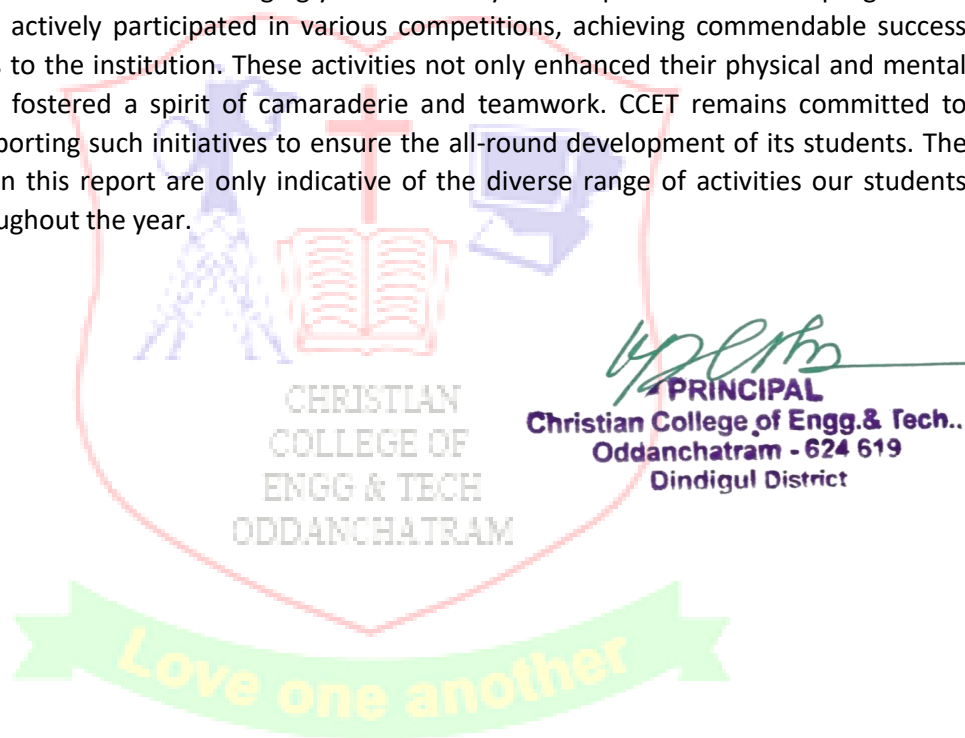 actively participated in various competitions, achieving commendable success
to the institution. These activities not only enhanced their physical and mental
fostered a spirit of camaraderie and teamwork. CCET remains committed to
porting such initiatives to ensure the all-round development of its students. The
n this report are only indicative of the diverse range of activities our students
ughout the year.
PRINCIPAL
Christian College of Engg.& Tech..
Oddanchatram - 624 619
Dindigul District
CHRISTIAN
COLLEGE OF
ENGG & TECH
ODDANCHATRAM
Love one another